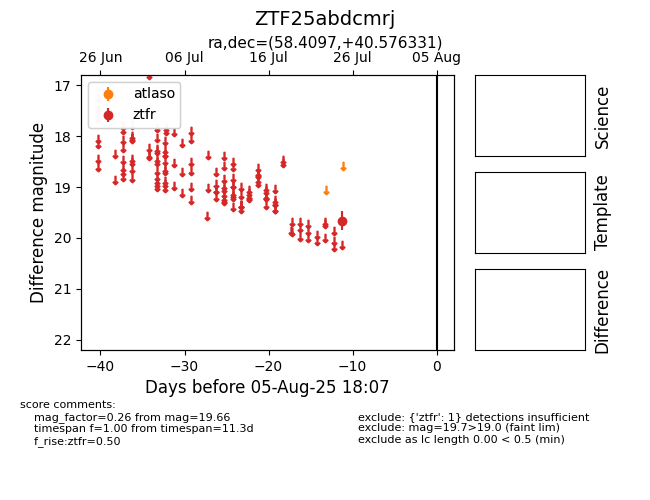 ZTF25abdcmrj
ra,dec=(58.4097,+40.576331)
26 Jun
06 Jul
16 Jul
26 Jul
05 Aug
17
18
19
20
21
22
Difference magnitude
atlaso
ztfr
−40
−30
−20
−10
0
Days before 05-Aug-25 18:07
Science
Template
Difference
score comments:
mag_factor=0.26 from mag=19.66
timespan f=1.00 from timespan=11.3d
f_rise:ztfr=0.50
exclude: {'ztfr': 1} detections insufficient
exclude: mag=19.7>19.0 (faint lim)
exclude as lc length 0.00 < 0.5 (min)